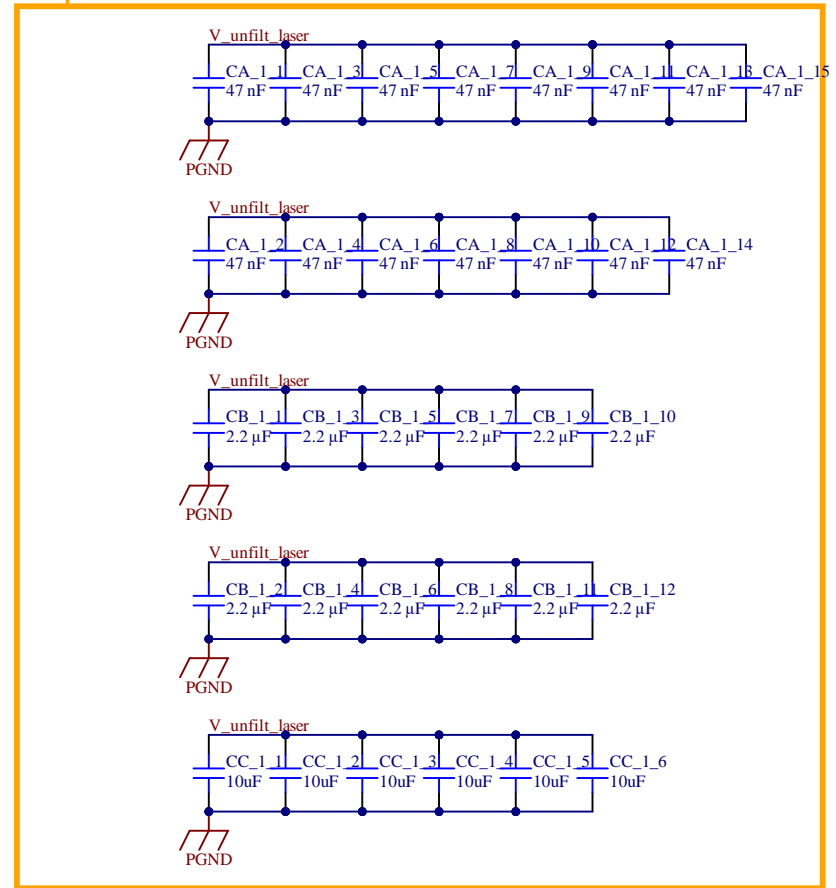 V_unfilt_laser
CA_1_1 CA_1_3 CA_1_5 CA_1_7 CA_1_9 CA_1_11 CA_1_13 CA_1_15
47 nF 47 nF 47 nF 47 nF 47 nF 47 nF 47 nF 47 nF
PGND
V_unfilt_laser
CA_1_2 CA_1_4 CA_1_6 CA_1_8 CA_1_10 CA_1_12 CA_1_14
47 nF 47 nF 47 nF 47 nF 47 nF 47 nF 47 nF
PGND
V_unfilt_laser
CB_1_1 CB_1_3 CB_1_5 CB_1_7 CB_1_9 CB_1_10
2.2 µF 2.2 µF 2.2 µF 2.2 µF 2.2 µF 2.2 µF
PGND
V_unfilt_laser
CB_1_2 CB_1_4 CB_1_6 CB_1_8 CB_1_11 CB_1_12
2.2 µF 2.2 µF 2.2 µF 2.2 µF 2.2 µF 2.2 µF
PGND
V_unfilt_laser
CC_1_1 CC_1_2 CC_1_3 CC_1_4 CC_1_5 CC_1_6
10uF 10uF 10uF 10uF 10uF 10uF
PGND